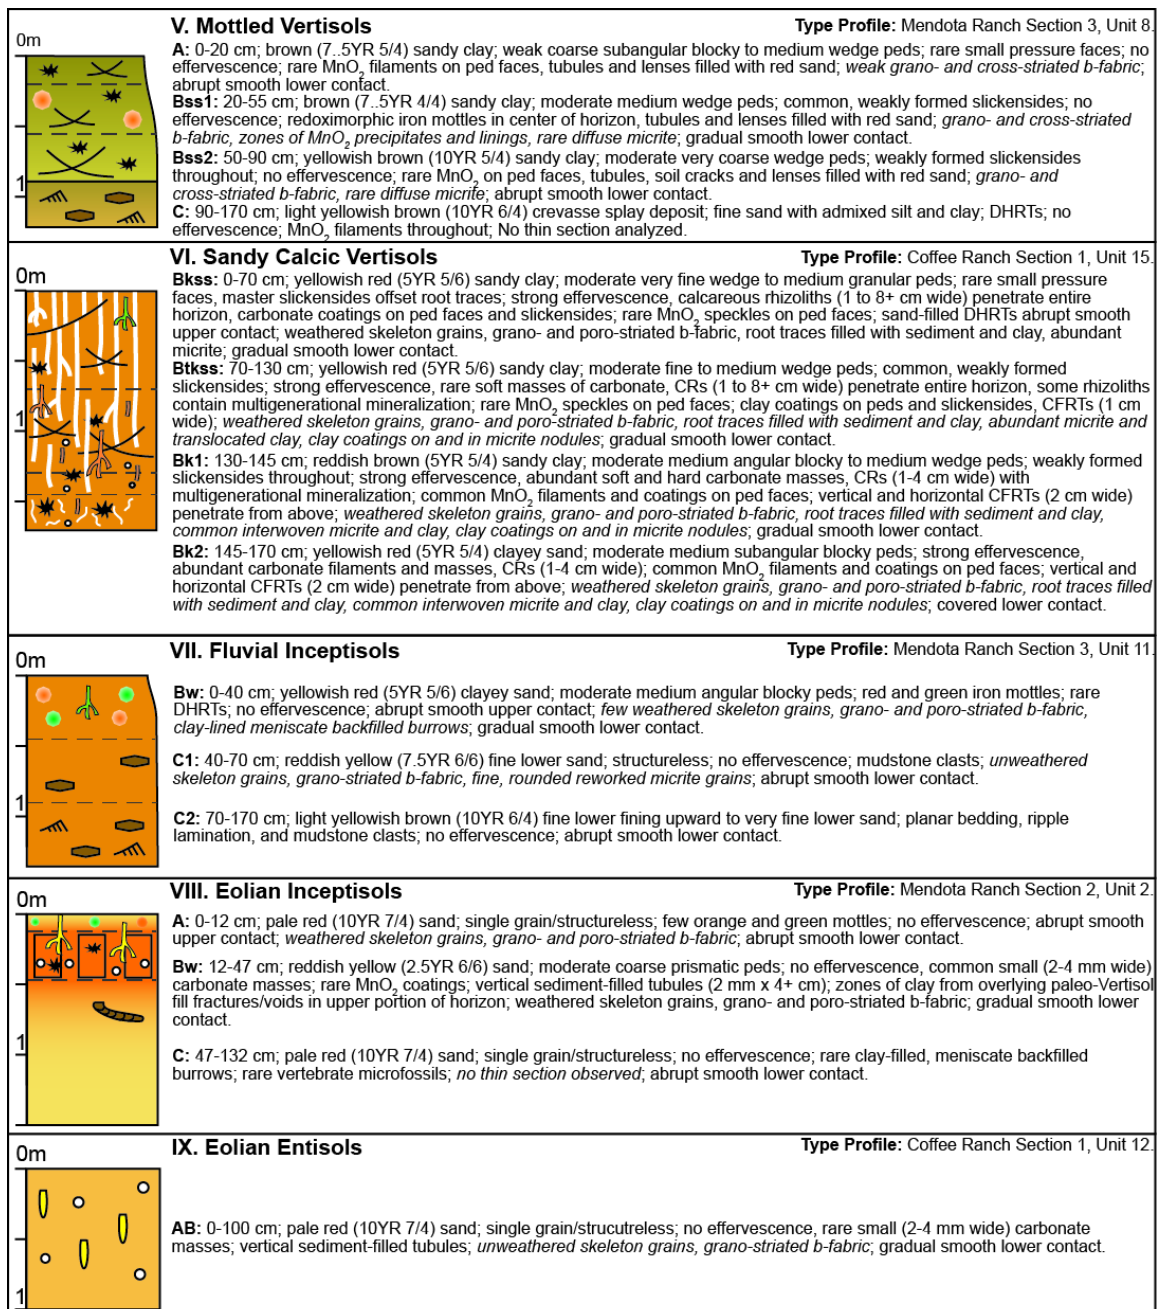 V. Mottled Vertisols
Type Profile: Mendota Ranch Section 3, Unit 8.
0m
A: 0-20 cm; brown (7..5YR 5/4) sandy clay; weak coarse subangular blocky to medium wedge peds; rare small pressure faces; no
effervescence; rare MnO2 filaments on ped faces, tubules and lenses filled with red sand; weak grano- and cross-striated b-fabric;
abrupt smooth lower contact.
Bss1: 20-55 cm; brown (7..5YR 4/4) sandy clay; moderate medium wedge peds; common, weakly formed slickensides; no
effervescence; redoximorphic iron mottles in center of horizon, tubules and lenses filled with red sand; grano- and cross-striated
b-fabric, zones of MnO2 precipitates and linings, rare diffuse micrite; gradual smooth lower contact.
Bss2: 50-90 cm; yellowish brown (10YR 5/4) sandy clay; moderate very coarse wedge peds; weakly formed slickensides
throughout; no effervescence; rare MnO2 on ped faces, tubules, soil cracks and lenses filled with red sand; grano- and
cross-striated b-fabric, rare diffuse micrite; abrupt smooth lower contact.
1
C: 90-170 cm; light yellowish brown (10YR 6/4) crevasse splay deposit; fine sand with admixed silt and clay; DHRTs; no
effervescence; MnO2 filaments throughout; No thin section analyzed.
VI. Sandy Calcic Vertisols
Type Profile: Coffee Ranch Section 1, Unit 15.
0m
Bkss: 0-70 cm; yellowish red (5YR 5/6) sandy clay; moderate very fine wedge to medium granular peds; rare small pressure
faces, master slickensides offset root traces; strong effervescence, calcareous rhizoliths (1 to 8+ cm wide) penetrate entire
horizon, carbonate coatings on ped faces and slickensides; rare MnO2 speckles on ped faces; sand-filled DHRTs abrupt smooth
upper contact; weathered skeleton grains, grano- and poro-striated b-fabric, root traces filled with sediment and clay, abundant
micrite; gradual smooth lower contact.
Btkss: 70-130 cm; yellowish red (5YR 5/6) sandy clay; moderate fine to medium wedge peds; common, weakly formed
slickensides; strong effervescence, rare soft masses of carbonate, CRs (1 to 8+ cm wide) penetrate entire horizon, some rhizoliths
contain multigenerational mineralization; rare MnO2 speckles on ped faces; clay coatings on peds and slickensides, CFRTs (1 cm
wide); weathered skeleton grains, grano- and poro-striated b-fabric, root traces filled with sediment and clay, abundant micrite and
translocated clay, clay coatings on and in micrite nodules; gradual smooth lower contact.
1
Bk1: 130-145 cm; reddish brown (5YR 5/4) sandy clay; moderate medium angular blocky to medium wedge peds; weakly formed
slickensides throughout; strong effervescence, abundant soft and hard carbonate masses, CRs (1-4 cm wide) with
multigenerational mineralization; common MnO2 filaments and coatings on ped faces; vertical and horizontal CFRTs (2 cm wide)
penetrate from above; weathered skeleton grains, grano- and poro-striated b-fabric, root traces filled with sediment and clay,
common interwoven micrite and clay, clay coatings on and in micrite nodules; gradual smooth lower contact.
Bk2: 145-170 cm; yellowish red (5YR 5/4) clayey sand; moderate medium subangular blocky peds; strong effervescence,
abundant carbonate filaments and masses, CRs (1-4 cm wide); common MnO2 filaments and coatings on ped faces; vertical and
horizontal CFRTs (2 cm wide) penetrate from above; weathered skeleton grains, grano- and poro-striated b-fabric, root traces filled
with sediment and clay, common interwoven micrite and clay, clay coatings on and in micrite nodules; covered lower contact.
VII. Fluvial Inceptisols
Type Profile: Mendota Ranch Section 3, Unit 11.
0m
Bw: 0-40 cm; yellowish red (5YR 5/6) clayey sand; moderate medium angular blocky peds; red and green iron mottles; rare
DHRTs; no effervescence; abrupt smooth upper contact; few weathered skeleton grains, grano- and poro-striated b-fabric,
clay-lined meniscate backfilled burrows; gradual smooth lower contact.
C1: 40-70 cm; reddish yellow (7.5YR 6/6) fine lower sand; structureless; no effervescence; mudstone clasts; unweathered
skeleton grains, grano-striated b-fabric, fine, rounded reworked micrite grains; abrupt smooth lower contact.
1
C2: 70-170 cm; light yellowish brown (10YR 6/4) fine lower fining upward to very fine lower sand; planar bedding, ripple
lamination, and mudstone clasts; no effervescence; abrupt smooth lower contact.
VIII. Eolian Inceptisols
Type Profile: Mendota Ranch Section 2, Unit 2.
0m
A: 0-12 cm; pale red (10YR 7/4) sand; single grain/structureless; few orange and green mottles; no effervescence; abrupt smooth
upper contact; weathered skeleton grains, grano- and poro-striated b-fabric; abrupt smooth lower contact.
Bw: 12-47 cm; reddish yellow (2.5YR 6/6) sand; moderate coarse prismatic peds; no effervescence, common small (2-4 mm wide)
carbonate masses; rare MnO2 coatings; vertical sediment-filled tubules (2 mm x 4+ cm); zones of clay from overlying paleo-Vertisol
fill fractures/voids in upper portion of horizon; weathered skeleton grains, grano- and poro-striated b-fabric; gradual smooth lower
contact.
1
C: 47-132 cm; pale red (10YR 7/4) sand; single grain/structureless; no effervescence; rare clay-filled, meniscate backfilled
burrows; rare vertebrate microfossils; no thin section observed; abrupt smooth lower contact.
IX. Eolian Entisols
Type Profile: Coffee Ranch Section 1, Unit 12.
0m
AB: 0-100 cm; pale red (10YR 7/4) sand; single grain/strucutreless; no effervescence, rare small (2-4 mm wide) carbonate
masses; vertical sediment-filled tubules; unweathered skeleton grains, grano-striated b-fabric; gradual smooth lower contact.
1